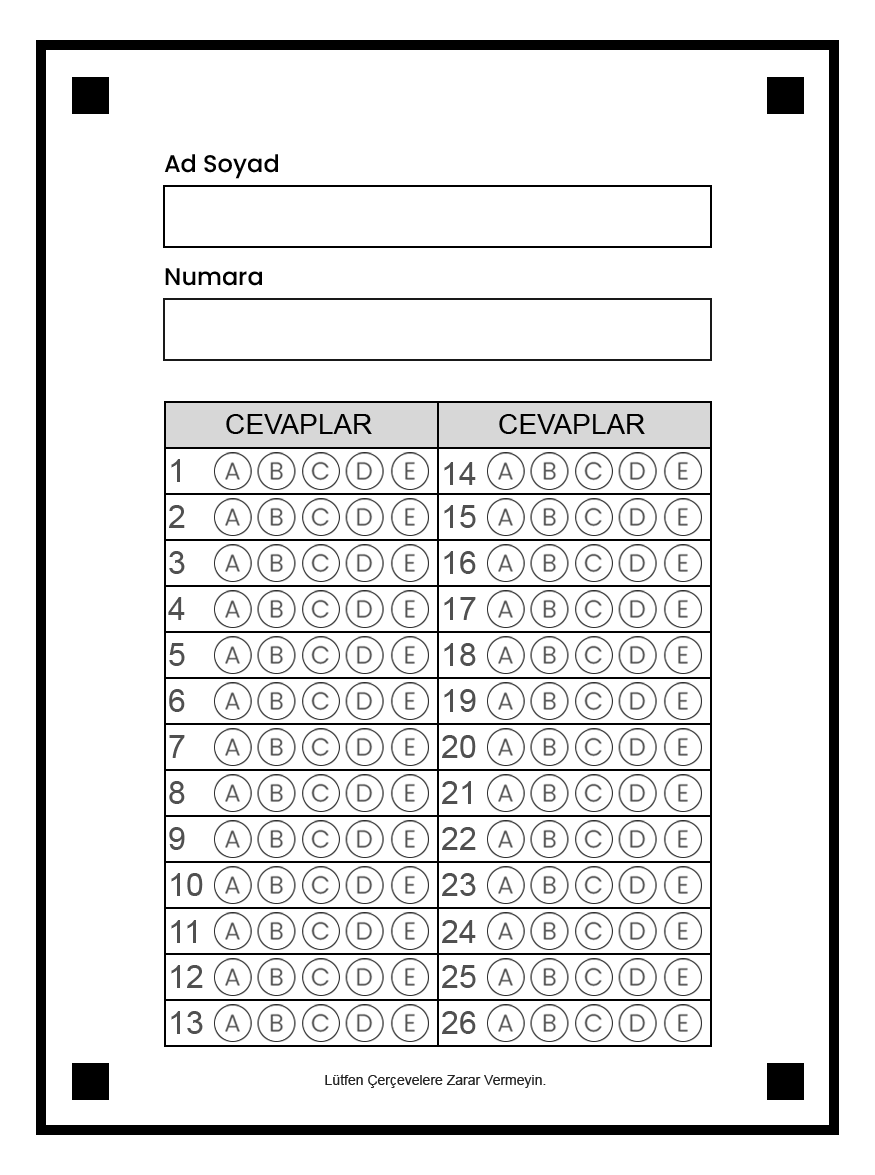 Ad Soyad
Numara
CEVAPLAR CEVAPLAR
1 A B C D E 14 A B C D E
2 A B C D E 15 A B C D E
3 A B C D E 16 A B C D E
4 A B C D E 17 A B C D E
5 A B C D E 18 A B C D E
6 A B C D E 19 A B C D E
7 A B C D E 20 A B C D E
8 A B C D E 21 A B C D E
9 A B C D E 22 A B C D E
10 A B C D E 23 A B C D E
11 A B C D E 24 A B C D E
12 A B C D E 25 A B C D E
13 A B C D E 26 A B C D E
Lütfen Çerçevelere Zarar Vermeyin.